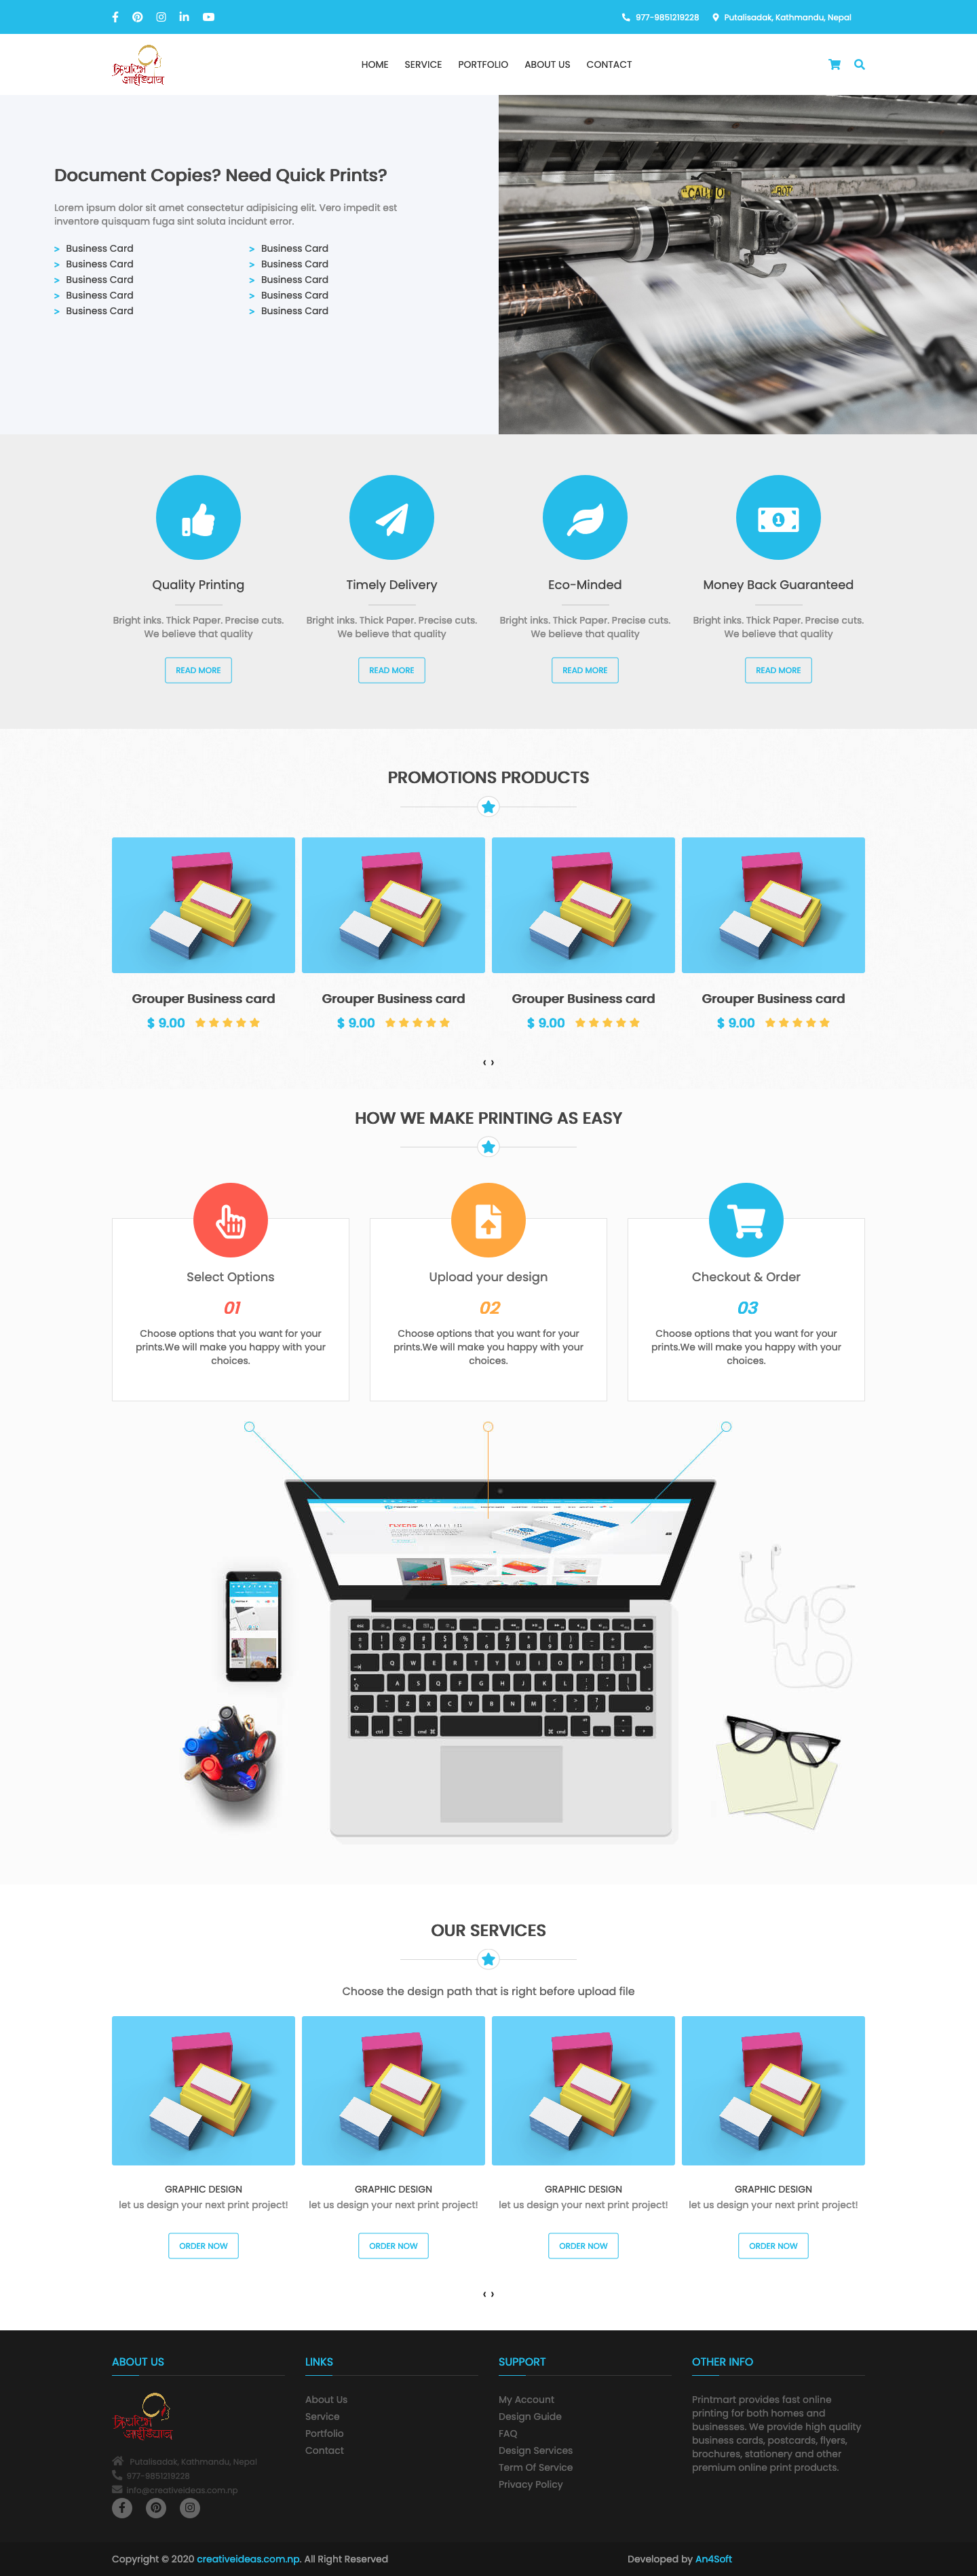 977-9851219228 Putalisadak, Kathmandu, Nepal
क्रियटिभ
आईडियाज
HOME SERVICE PORTFOLIO ABOUT US CONTACT
Document Copies? Need Quick Prints?
Lorem ipsum dolor sit amet consectetur adipisicing elit. Vero impedit est
inventore quisquam fuga sint soluta incidunt error.
> Business Card > Business Card
> Business Card > Business Card
> Business Card > Business Card
> Business Card > Business Card
> Business Card > Business Card
CAUTION HOT
Quality Printing
Bright inks. Thick Paper. Precise cuts.
We believe that quality
READ MORE
Timely Delivery
Bright inks. Thick Paper. Precise cuts.
We believe that quality
READ MORE
Eco-Minded
Bright inks. Thick Paper. Precise cuts.
We believe that quality
READ MORE
Money Back Guaranteed
Bright inks. Thick Paper. Precise cuts.
We believe that quality
READ MORE
PROMOTIONS PRODUCTS
Grouper Business card
$ 9.00
Grouper Business card
$ 9.00
Grouper Business card
$ 9.00
Grouper Business card
$ 9.00
‹ ›
HOW WE MAKE PRINTING AS EASY
Select Options
01
Choose options that you want for your
prints.We will make you happy with your
choices.
Upload your design
02
Choose options that you want for your
prints.We will make you happy with your
choices.
Checkout & Order
03
Choose options that you want for your
prints.We will make you happy with your
choices.
FLYERS & LEAFLETS
OUR SERVICES
Choose the design path that is right before upload file
GRAPHIC DESIGN
let us design your next print project!
ORDER NOW
GRAPHIC DESIGN
let us design your next print project!
ORDER NOW
GRAPHIC DESIGN
let us design your next print project!
ORDER NOW
GRAPHIC DESIGN
let us design your next print project!
ORDER NOW
‹ ›
ABOUT US
क्रियटिभ
आईडियाज
Putalisadak, Kathmandu, Nepal
977-9851219228
info@creativeideas.com.np
LINKS
About Us
Service
Portfolio
Contact
SUPPORT
My Account
Design Guide
FAQ
Design Services
Term Of Service
Privacy Policy
OTHER INFO
Printmart provides fast online
printing for both homes and
businesses. We provide high quality
business cards, postcards, flyers,
brochures, stationery and other
premium online print products.
Copyright © 2020 creativeideas.com.np. All Right Reserved
Developed by An4Soft